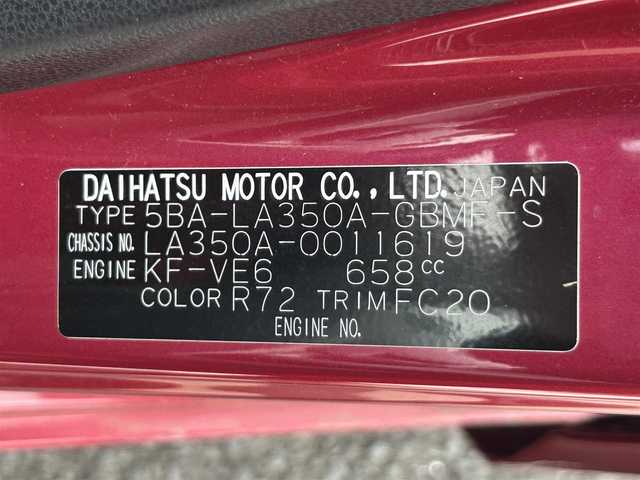 DAIHATSU MOTOR CO., LTD. JAPAN
TYPE 5BA-LA350A-GBMF-S
CHASSIS NO. LA350A-0011619
ENGINE KF-VE6 658cc
COLOR R72 TRIM FC20
ENGINE NO.